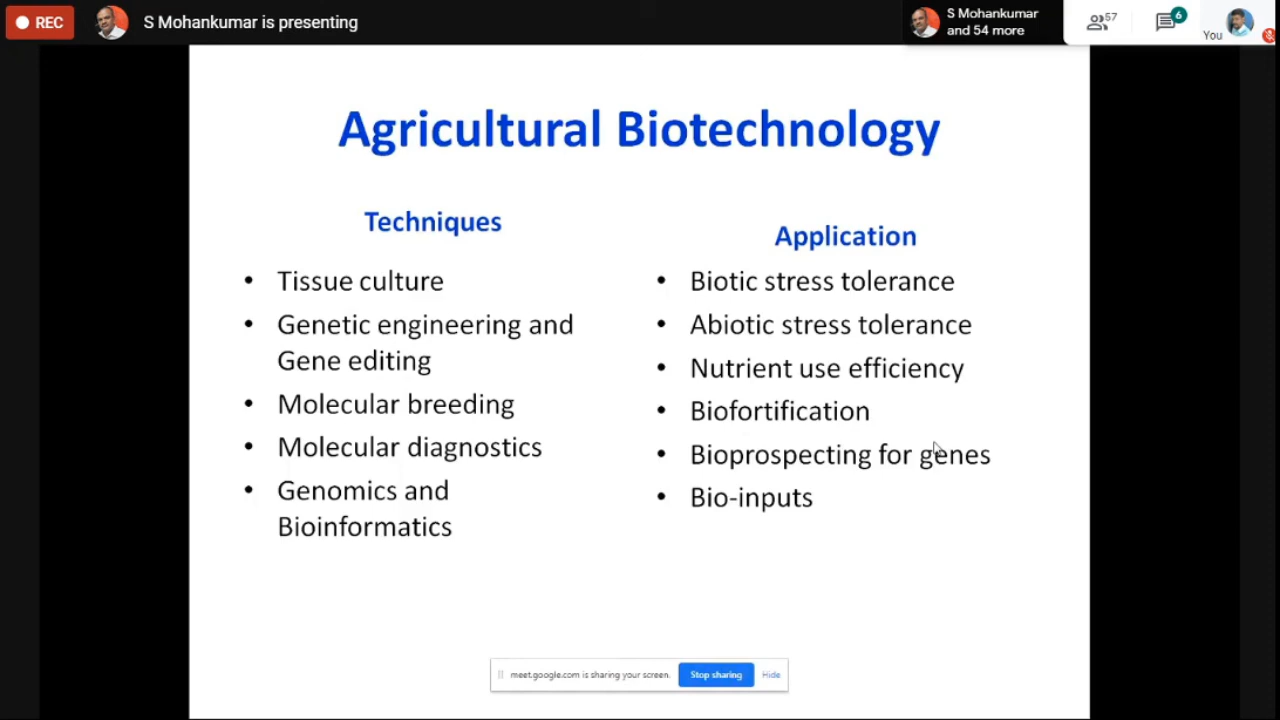 REC
S Mohankumar is presenting
S Mohankumar
and 54 more
57
6
You
Agricultural Biotechnology
Techniques
• Tissue culture
• Genetic engineering and
Gene editing
• Molecular breeding
• Molecular diagnostics
• Genomics and
Bioinformatics
Application
• Biotic stress tolerance
• Abiotic stress tolerance
• Nutrient use efficiency
• Biofortification
• Bioprospecting for genes
• Bio-inputs
meet.google.com is sharing your screen.
Stop sharing
Hide